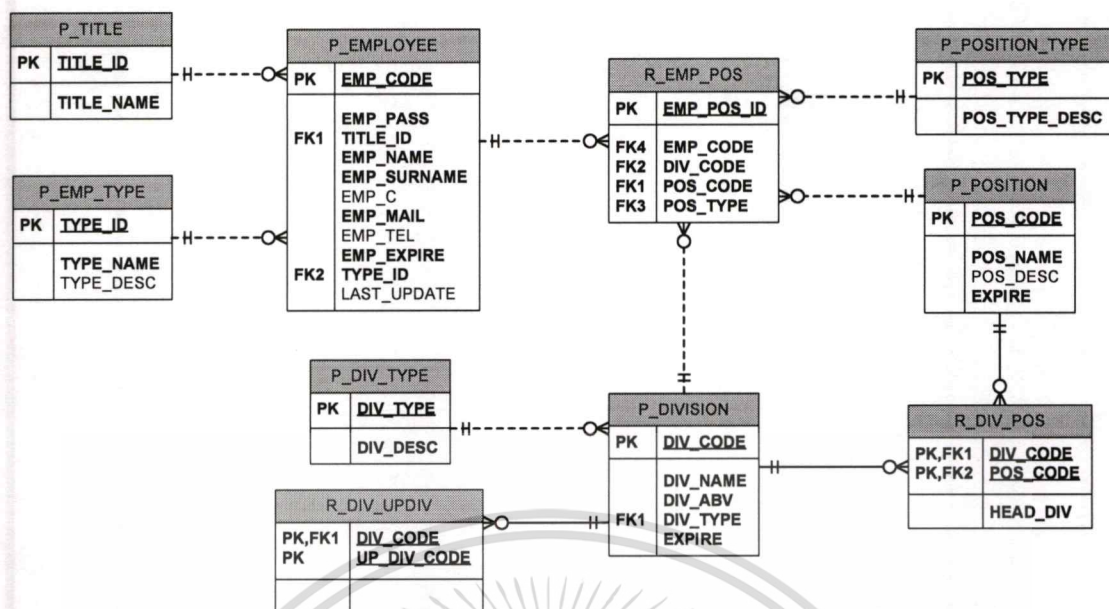 P_TITLE
PK TITLE_ID
TITLE_NAME
P_EMP_TYPE
PK TYPE_ID
TYPE_NAME
TYPE_DESC
P_EMPLOYEE
PK EMP_CODE
EMP_PASS
FK1 TITLE_ID
EMP_NAME
EMP_SURNAME
EMP_C
EMP_MAIL
EMP_TEL
EMP_EXPIRE
FK2 TYPE_ID
LAST_UPDATE
R_EMP_POS
PK EMP_POS_ID
FK4 EMP_CODE
FK2 DIV_CODE
FK1 POS_CODE
FK3 POS_TYPE
P_POSITION_TYPE
PK POS_TYPE
POS_TYPE_DESC
P_POSITION
PK POS_CODE
POS_NAME
POS_DESC
EXPIRE
P_DIV_TYPE
PK DIV_TYPE
DIV_DESC
P_DIVISION
PK DIV_CODE
DIV_NAME
DIV_ABV
FK1 DIV_TYPE
EXPIRE
R_DIV_POS
PK,FK1 DIV_CODE
PK,FK2 POS_CODE
HEAD_DIV
R_DIV_UPDIV
PK,FK1 DIV_CODE
PK UP_DIV_CODE